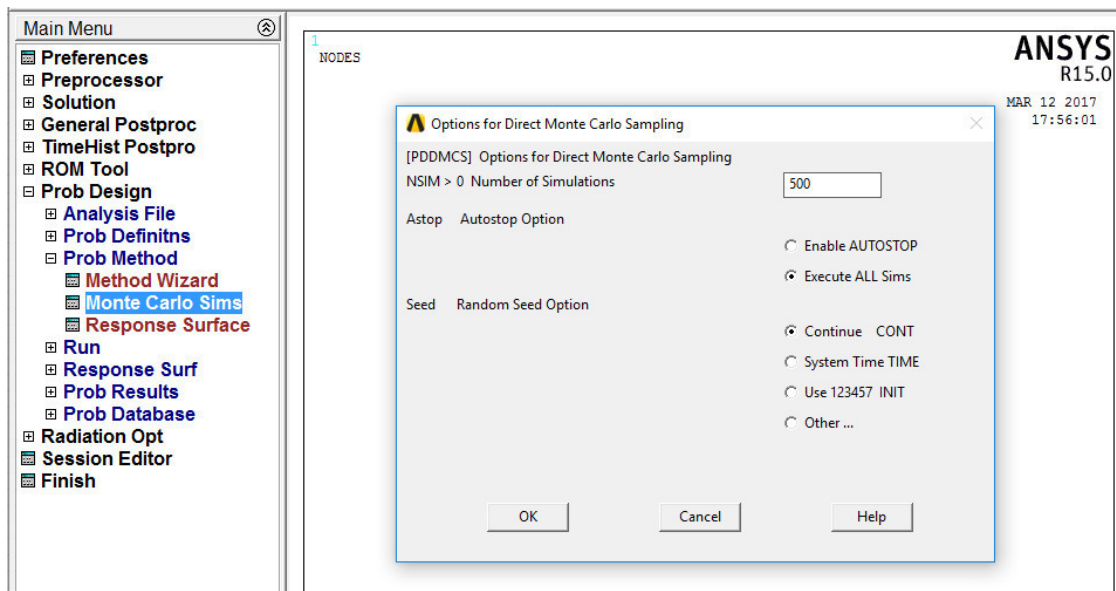 Main Menu
Preferences
Preprocessor
Solution
General Postproc
TimeHist Postpro
ROM Tool
Prob Design
Analysis File
Prob Definitns
Prob Method
Method Wizard
Monte Carlo Sims
Response Surface
Run
Response Surf
Prob Results
Prob Database
Radiation Opt
Session Editor
Finish
1
NODES
ANSYS
R15.0
MAR 12 2017
17:56:01
Options for Direct Monte Carlo Sampling
[PDDMCS] Options for Direct Monte Carlo Sampling
NSIM > 0 Number of Simulations 500
Astop Autostop Option
Enable AUTOSTOP
Execute ALL Sims
Seed Random Seed Option
Continue CONT
System Time TIME
Use 123457 INIT
Other ...
OK Cancel Help